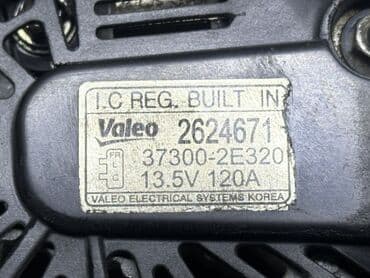 I.C REG. BUILT IN
Valeo 2624671
37300-2E320
13.5V 120A
VALEO ELECTRICAL SYSTEMS KOREA